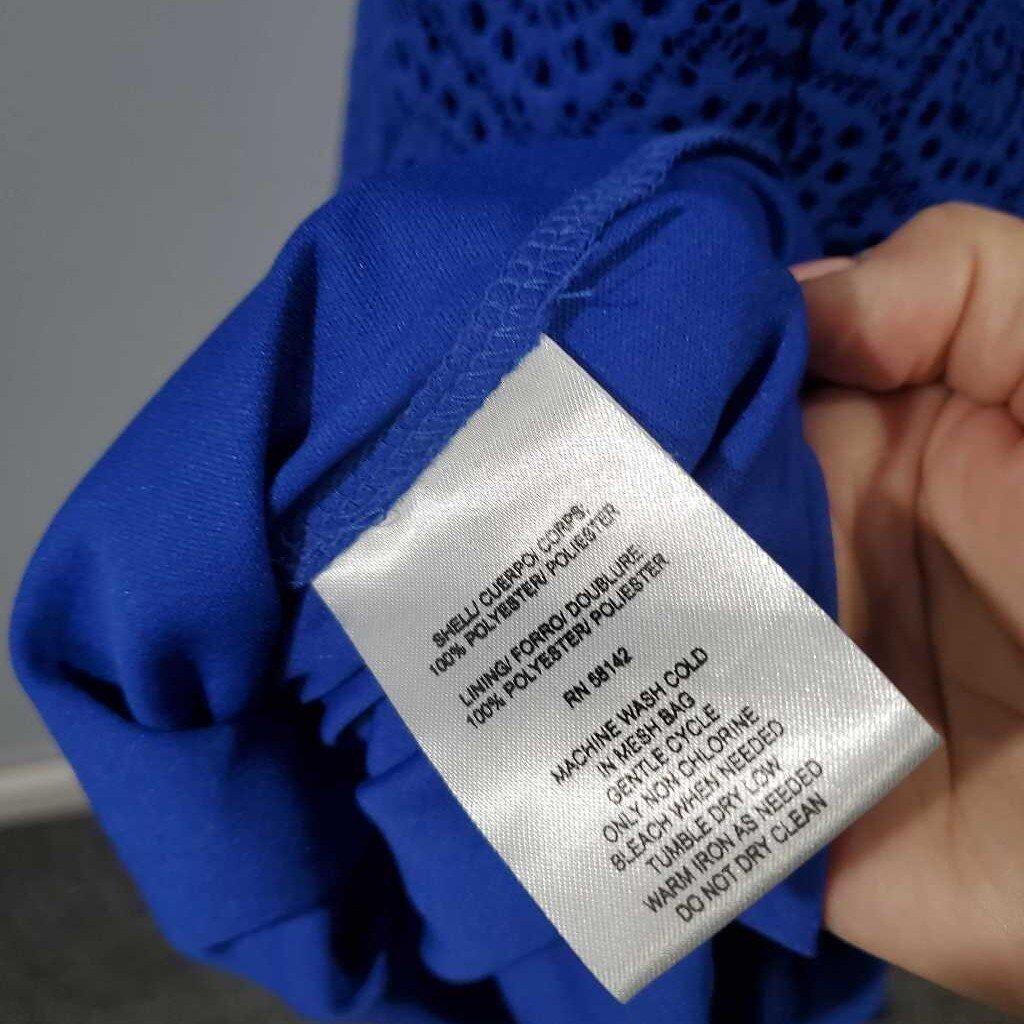 SHELL/ CUERPO/ CORPS
100% POLYESTER/ POLIESTER
LINING/ FORRO/ DOUBLURE
100% POLYESTER/ POLIESTER
RN 58142
MACHINE WASH COLD
IN MESH BAG
GENTLE CYCLE
ONLY NON CHLORINE
BLEACH WHEN NEEDED
TUMBLE DRY LOW
WARM IRON AS NEEDED
DO NOT DRY CLEAN